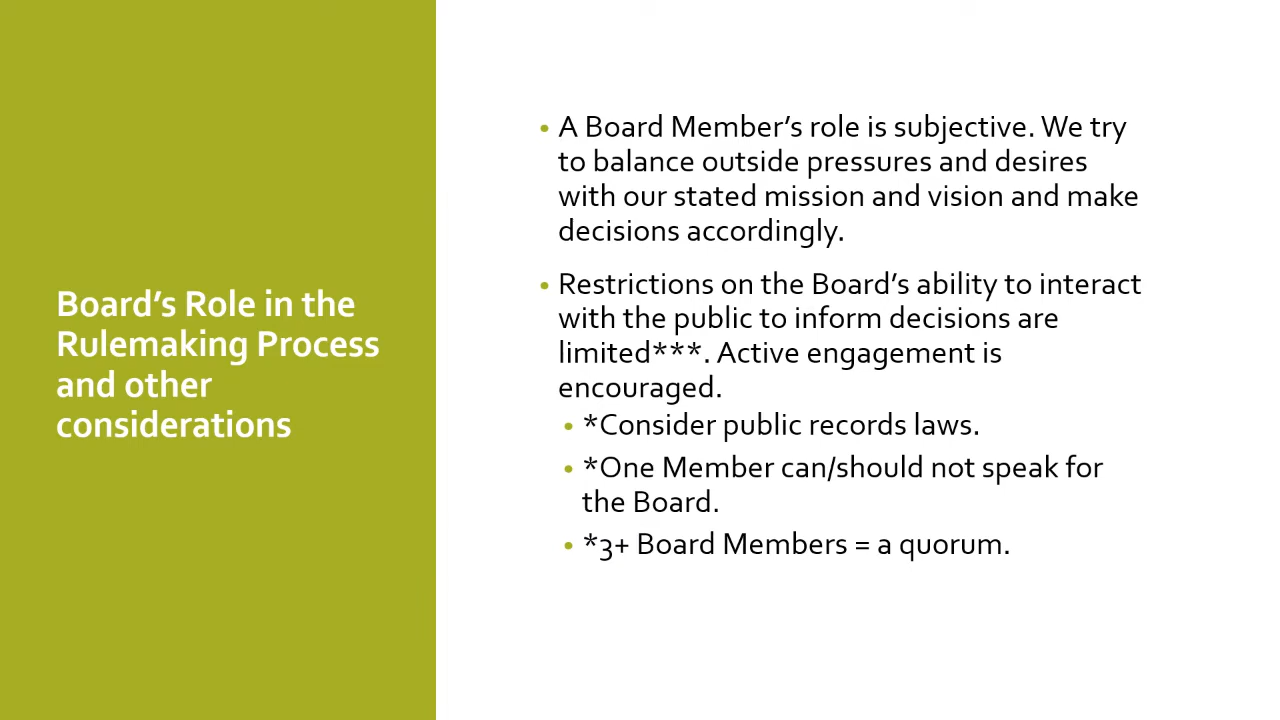 Board’s Role in the
Rulemaking Process
and other
considerations
• A Board Member’s role is subjective. We try
to balance outside pressures and desires
with our stated mission and vision and make
decisions accordingly.
• Restrictions on the Board’s ability to interact
with the public to inform decisions are
limited***. Active engagement is
encouraged.
• *Consider public records laws.
• *One Member can/should not speak for
the Board.
• *3+ Board Members = a quorum.